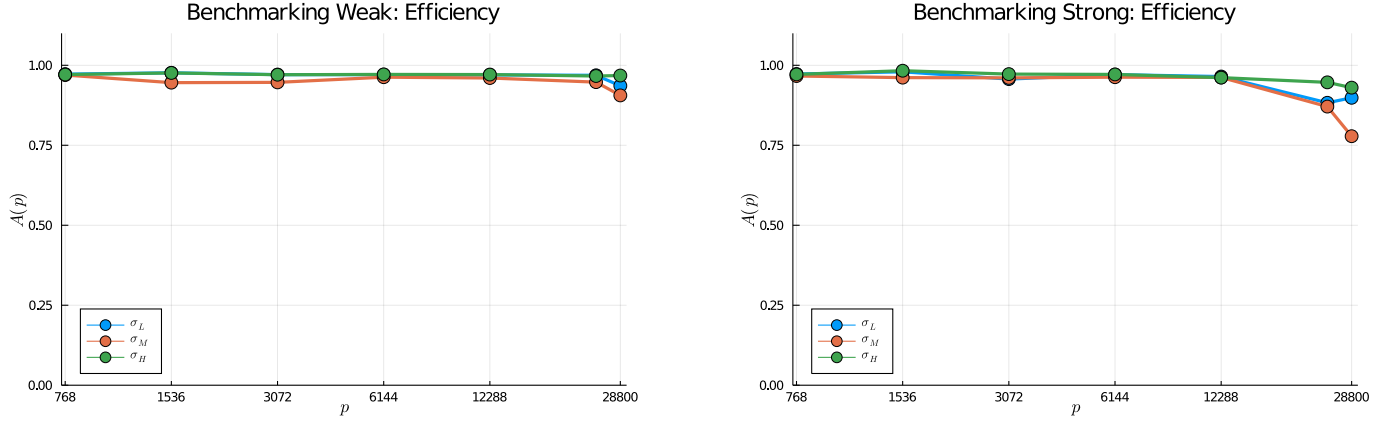 Benchmarking Weak: Efficiency
1.00
0.75
0.50
0.25
0.00
A(p)
σ_L
σ_M
σ_H
768 1536 3072 6144 12288 28800
p
Benchmarking Strong: Efficiency
1.00
0.75
0.50
0.25
0.00
A(p)
σ_L
σ_M
σ_H
768 1536 3072 6144 12288 28800
p